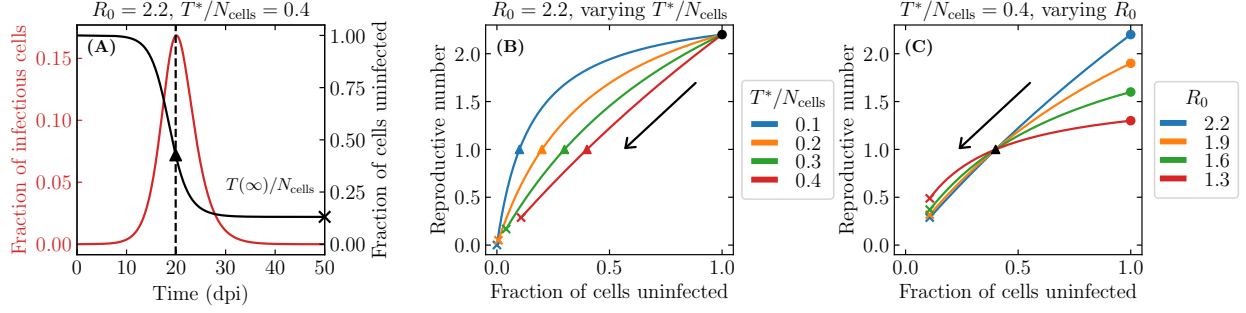 R₀ = 2.2, T*/N_cells = 0.4
(A)
Fraction of infectious cells
0.15
0.10
0.05
0.00
1.00
0.75
0.50
0.25
0.00
Fraction of cells uninfected
T(∞)/N_cells
0 10 20 30 40 50
Time (dpi)
R₀ = 2.2, varying T*/N_cells
(B)
Reproductive number
2.0
1.5
1.0
0.5
0.0
0.0 0.5 1.0
Fraction of cells uninfected
T*/N_cells
0.1
0.2
0.3
0.4
T*/N_cells = 0.4, varying R₀
(C)
Reproductive number
2.0
1.5
1.0
0.5
0.0
0.0 0.5 1.0
Fraction of cells uninfected
R₀
2.2
1.9
1.6
1.3